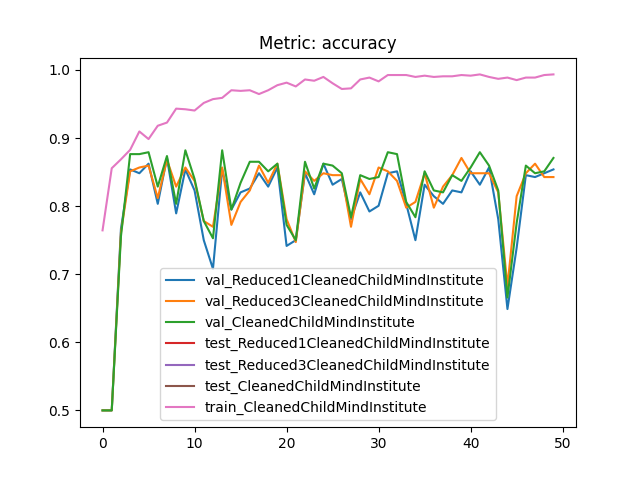 Metric: accuracy
1.0
0.9
0.8
0.7
0.6
0.5
val_Reduced1CleanedChildMindInstitute
val_Reduced3CleanedChildMindInstitute
val_CleanedChildMindInstitute
test_Reduced1CleanedChildMindInstitute
test_Reduced3CleanedChildMindInstitute
test_CleanedChildMindInstitute
train_CleanedChildMindInstitute
0 10 20 30 40 50